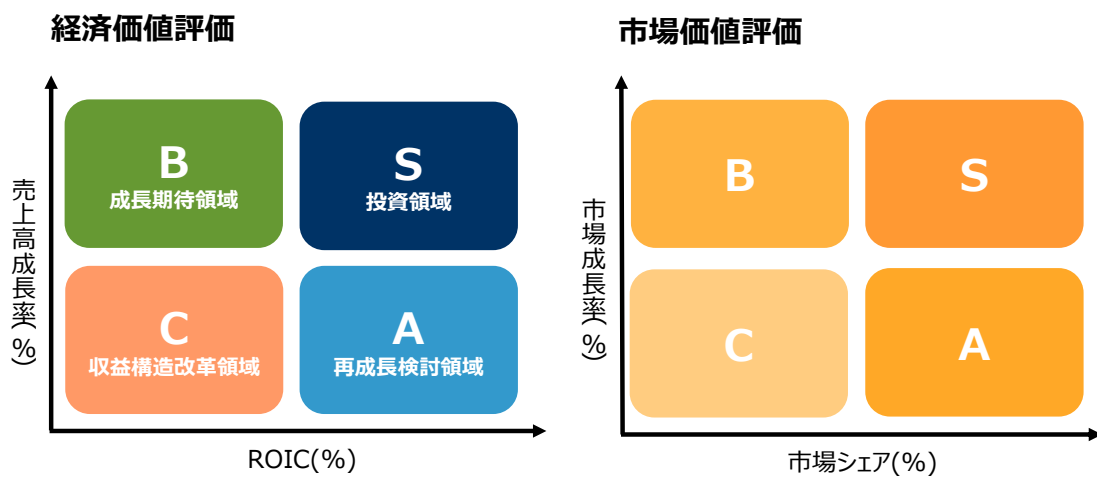 経済価値評価
売上高成長率(%)
B
成長期待領域
S
投資領域
C
収益構造改革領域
A
再成長検討領域
ROIC(%)
市場価値評価
市場成長率(%)
B
S
C
A
市場シェア(%)